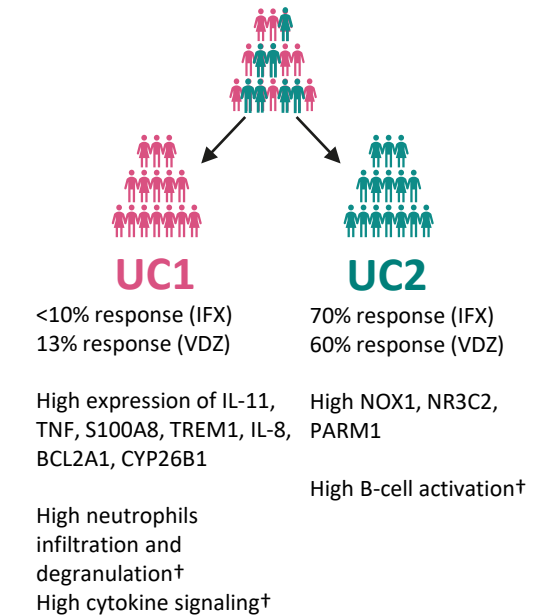 UC1
<10% response (IFX)
13% response (VDZ)
High expression of IL-11,
TNF, S100A8, TREM1, IL-8,
BCL2A1, CYP26B1
High neutrophils
infiltration and
degranulation†
High cytokine signaling†
UC2
70% response (IFX)
60% response (VDZ)
High NOX1, NR3C2,
PARM1
High B-cell activation†